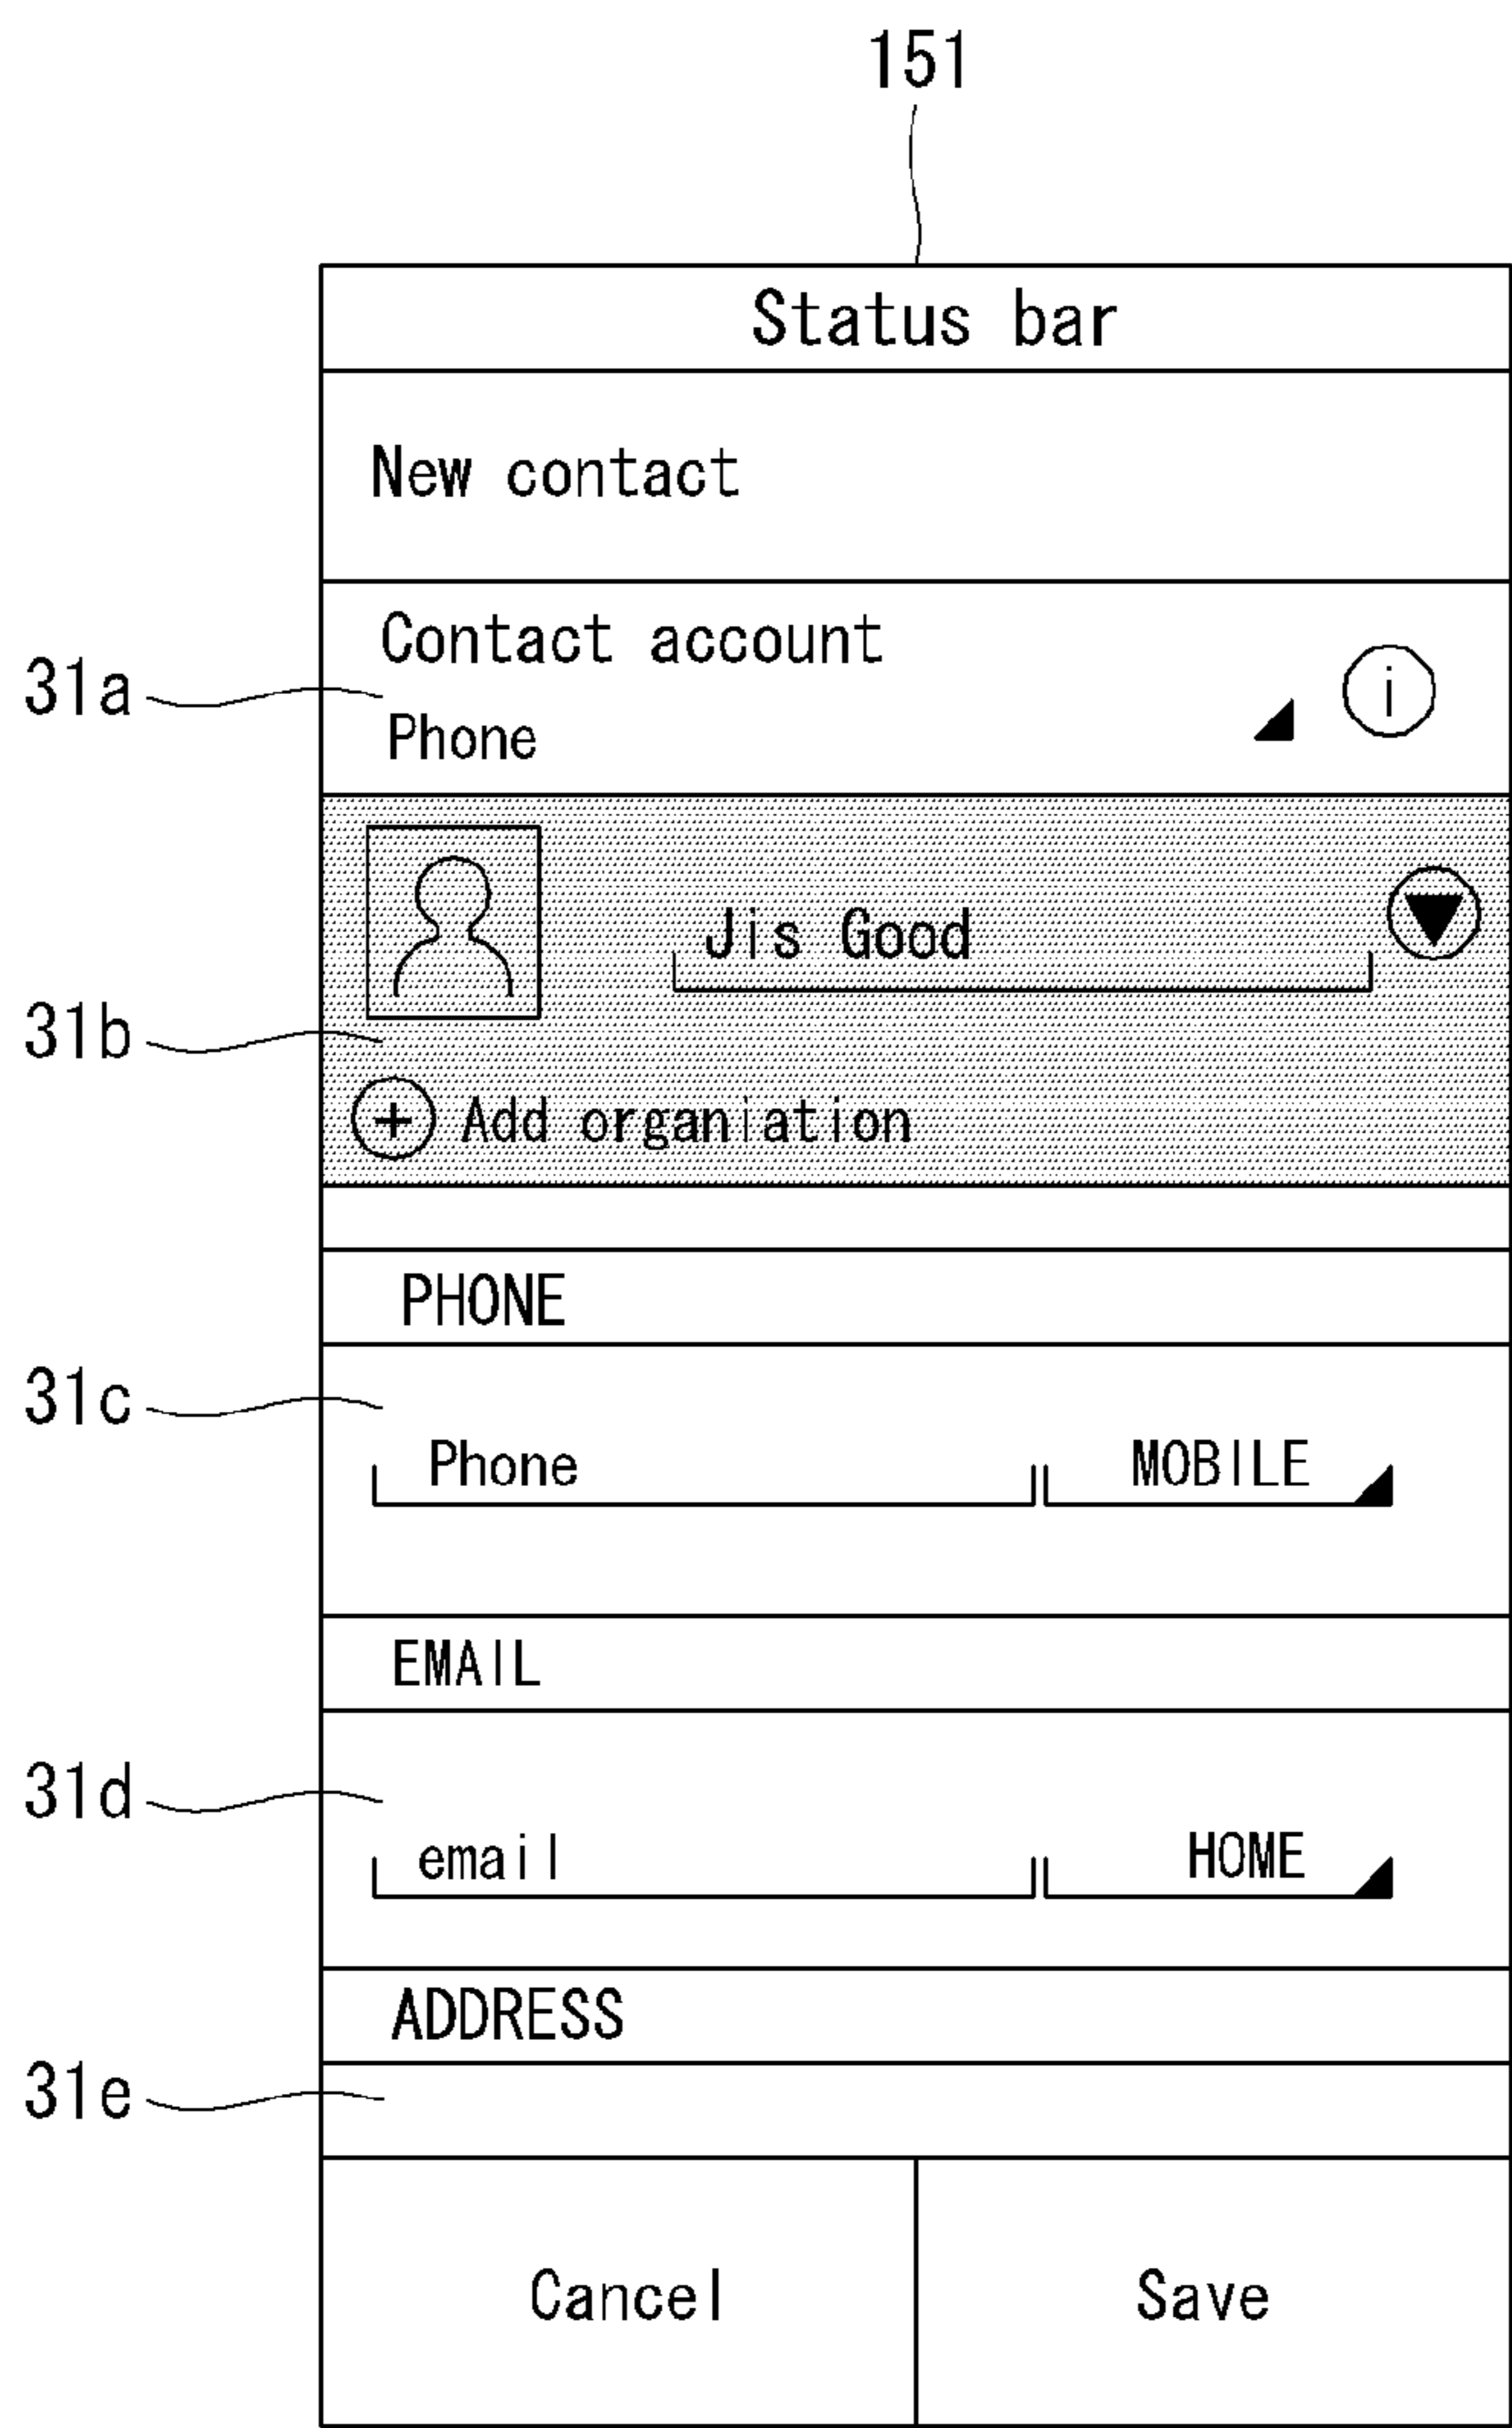 151
Status bar
New contact
Contact account
31a
i
Phone
Jis Good
31b
+ Add organiation
PHONE
31c
Phone MOBILE
EMAIL
31d
email HOME
ADDRESS
31e
Cancel Save